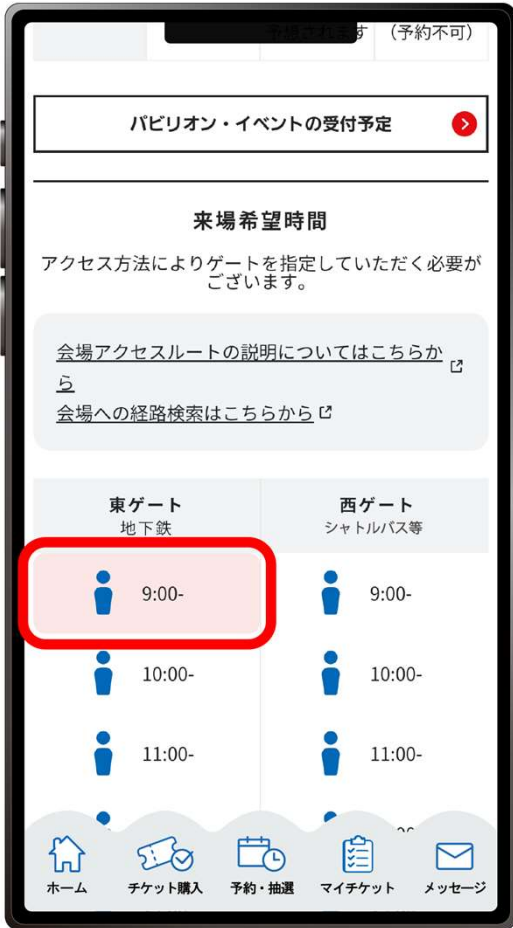 予想されます
(予約不可)
パビリオン・イベントの受付予定
来場希望時間
アクセス方法によりゲートを指定していただく必要が
ございます。
会場アクセスルートの説明についてはこちらか
ら
会場への経路検索はこちらから
東ゲート
西ゲート
地下鉄
シャトルバス等
9:00-
9:00-
10:00-
10:00-
11:00-
11:00-
ホーム
チケット購入
予約・抽選
マイチケット
メッセージ